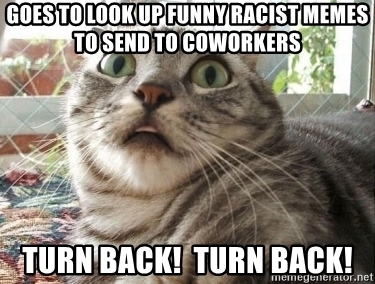 GOES TO LOOK UP FUNNY RACIST MEMES
TO SEND TO COWORKERS
TURN BACK!  TURN BACK!
memegenerator.net